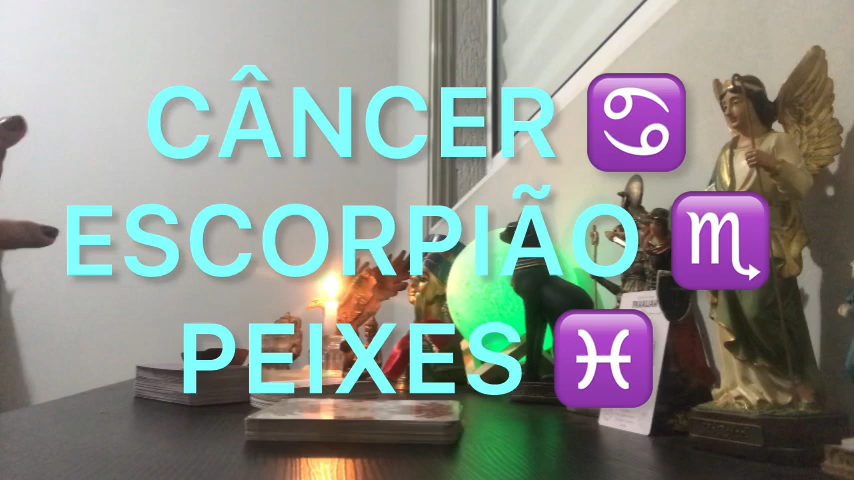 CÂNCER ♋
ESCORPIÃO ♏
PEIXES ♓